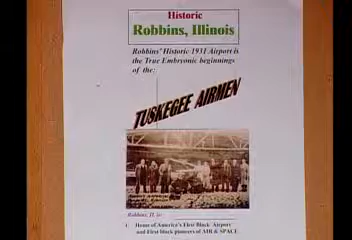 Historic
Robbins, Illinois
Robbins' Historic 1931 Airport is
the True Embryonic beginnings
of the:
TUSKEGEE AIRMEN
Robbins, IL is:
1. Home of America's First Black Airport
and First black pioneers of AIR & SPACE